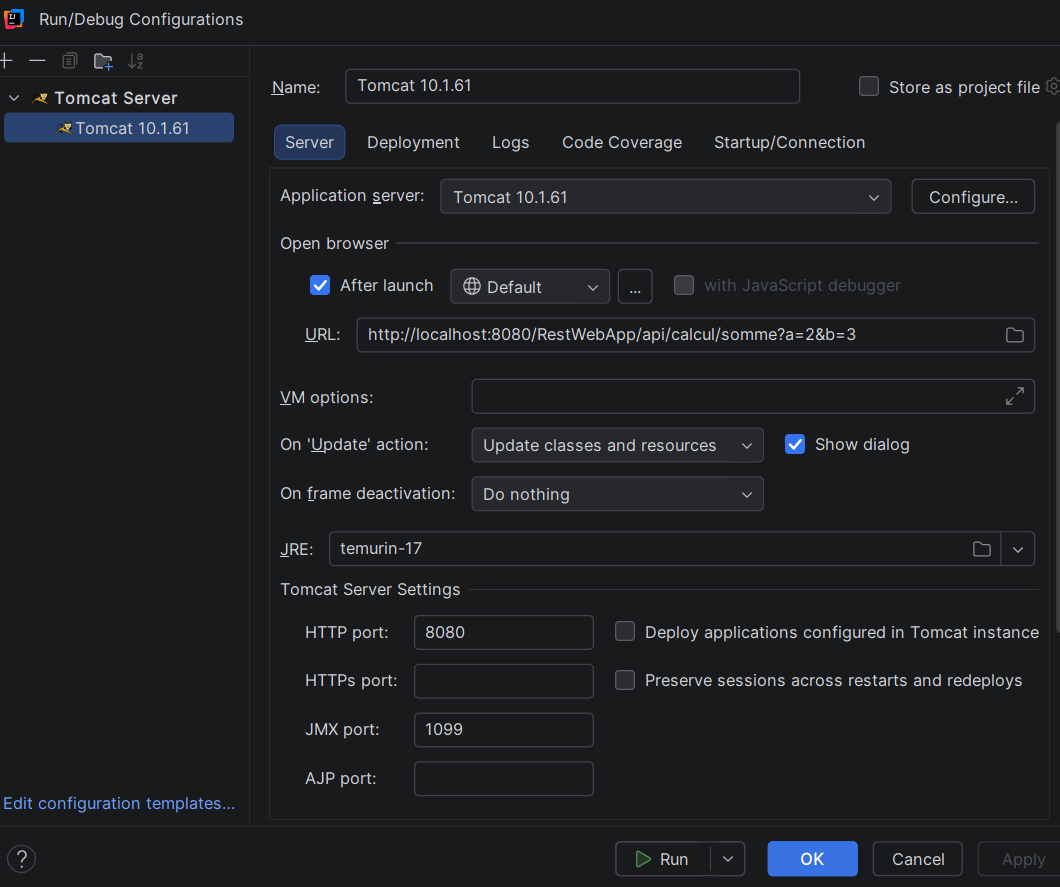 Run/Debug Configurations
Name:
Tomcat 10.1.61
Store as project file
Tomcat Server
Tomcat 10.1.61
Server
Deployment
Logs
Code Coverage
Startup/Connection
Application server:
Tomcat 10.1.61
Configure...
Open browser
After launch
Default
...
with JavaScript debugger
URL:
http://localhost:8080/RestWebApp/api/calcul/somme?a=2&b=3
VM options:
On 'Update' action:
Update classes and resources
Show dialog
On frame deactivation:
Do nothing
JRE:
temurin-17
Tomcat Server Settings
HTTP port:
8080
Deploy applications configured in Tomcat instance
HTTPs port:
Preserve sessions across restarts and redeploys
JMX port:
1099
AJP port:
Edit configuration templates...
?
Run
OK
Cancel
Apply